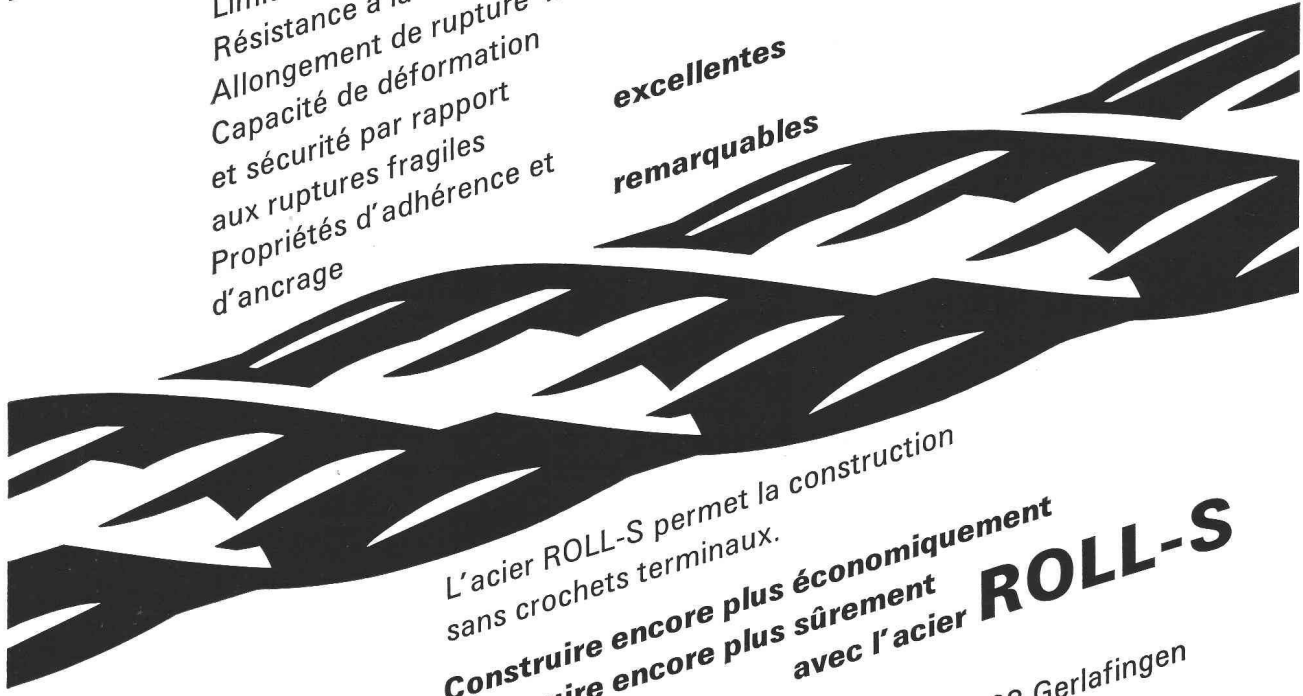 Résistance à la
Allongement de rupture
Capacité de déformation
et sécurité par rapport
aux ruptures fragiles
excellentes
Propriétés d'adhérence et
d'ancrage
remarquables
L'acier ROLL-S permet la construction
sans crochets terminaux.
Construire encore plus économiquement
encore plus sûrement
avec l'acier ROLL-S
Gerlafingen